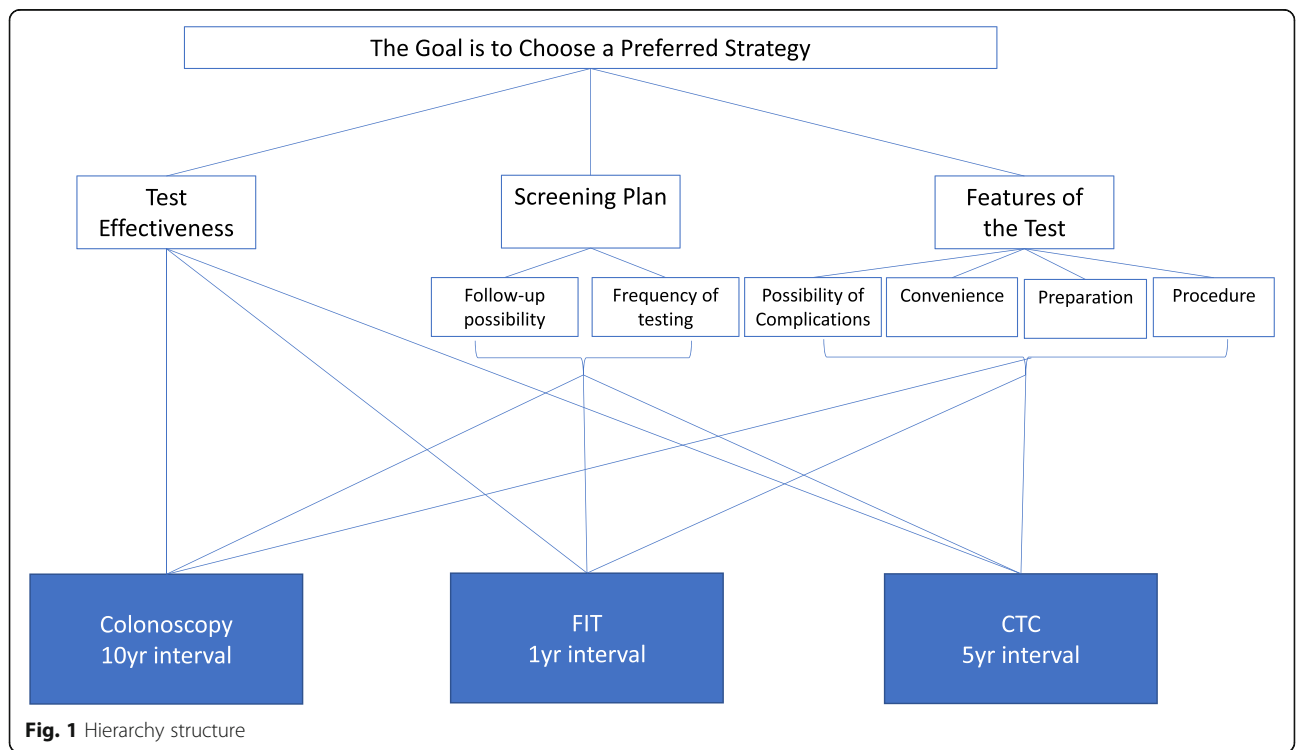 The Goal is to Choose a Preferred Strategy
Test
Effectiveness
Screening Plan
Features of
the Test
Follow-up
possibility
Frequency of
testing
Possibility of
Complications
Convenience
Preparation
Procedure
Colonoscopy
10yr interval
FIT
1yr interval
CTC
5yr interval
Fig. 1 Hierarchy structure